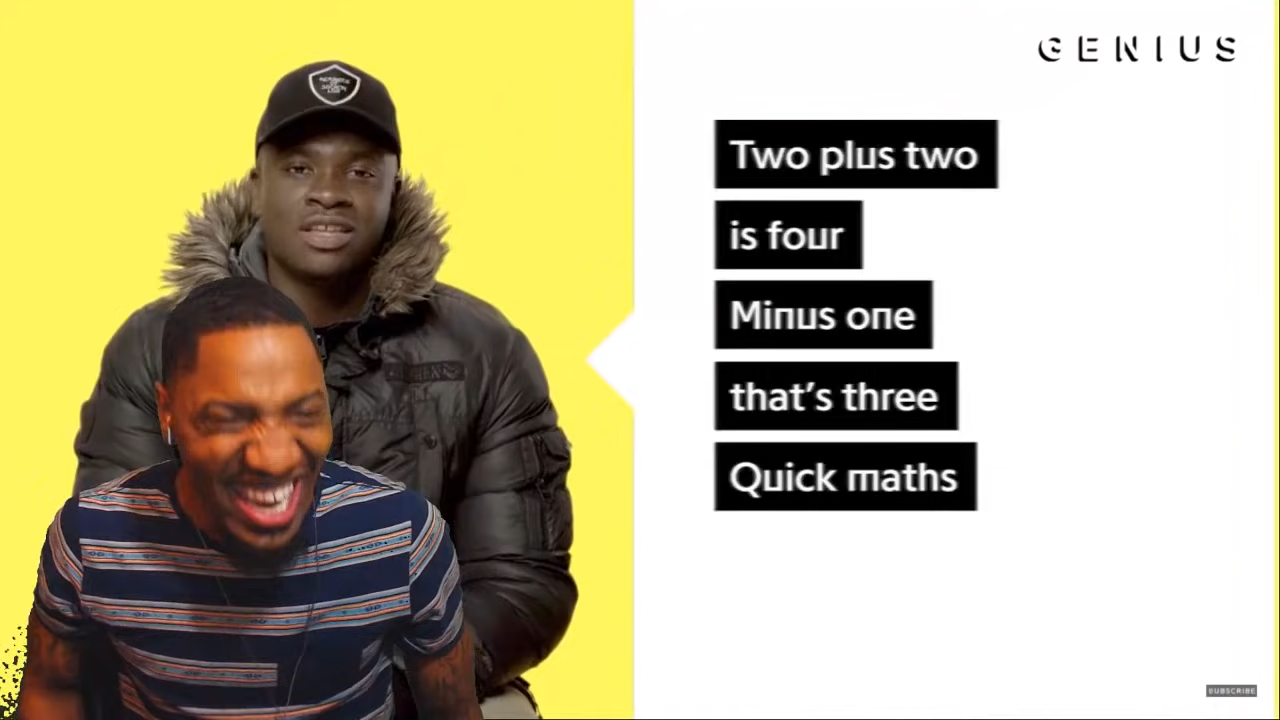 GENIUS
Two plus two
is four
Minus one
that's three
Quick maths
SUBSCRIBE